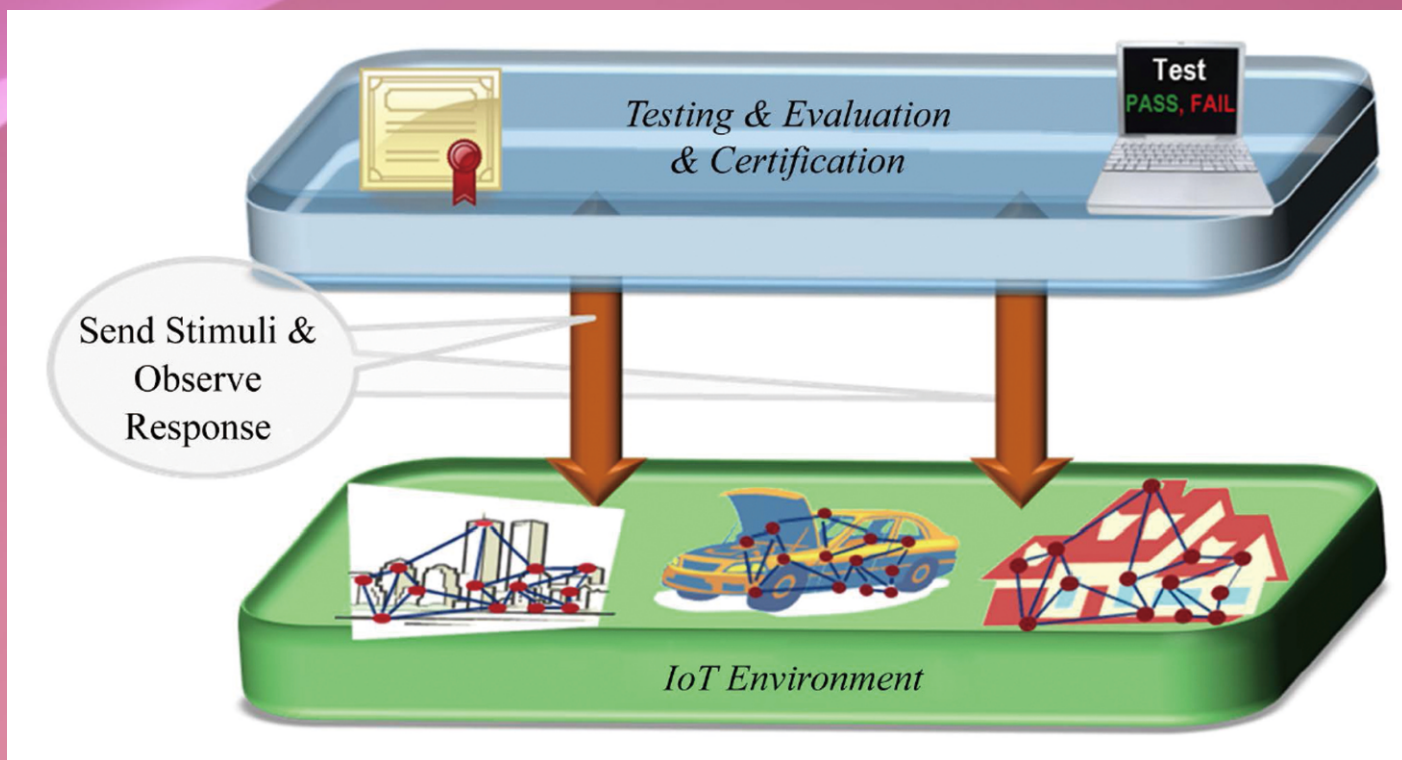 Testing & Evaluation
& Certification
Test
PASS, FAIL
Send Stimuli &
Observe
Response
IoT Environment